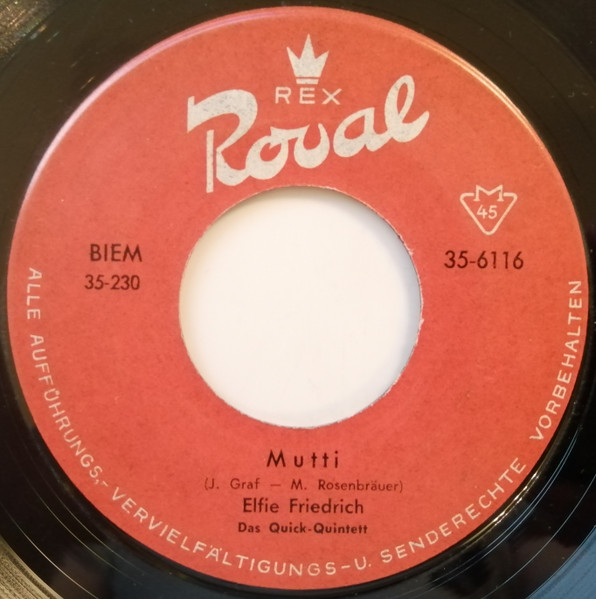 REX
Royal
BIEM
35-230
35-6116
M 1
45
Mutti
(J. Graf — M. Rosenbräuer)
Elfie Friedrich
Das Quick-Quintett
ALLE AUFFÜHRUNGS,- VERVIELFÄLTIGUNGS-U. SENDERECHTE VORBEHALTEN